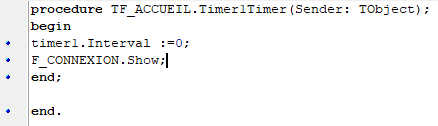 procedure TF_ACCUEIL.Timer1Timer(Sender: TObject);
begin
timer1.Interval :=0;
F_CONNEXION.Show;
end;
end.